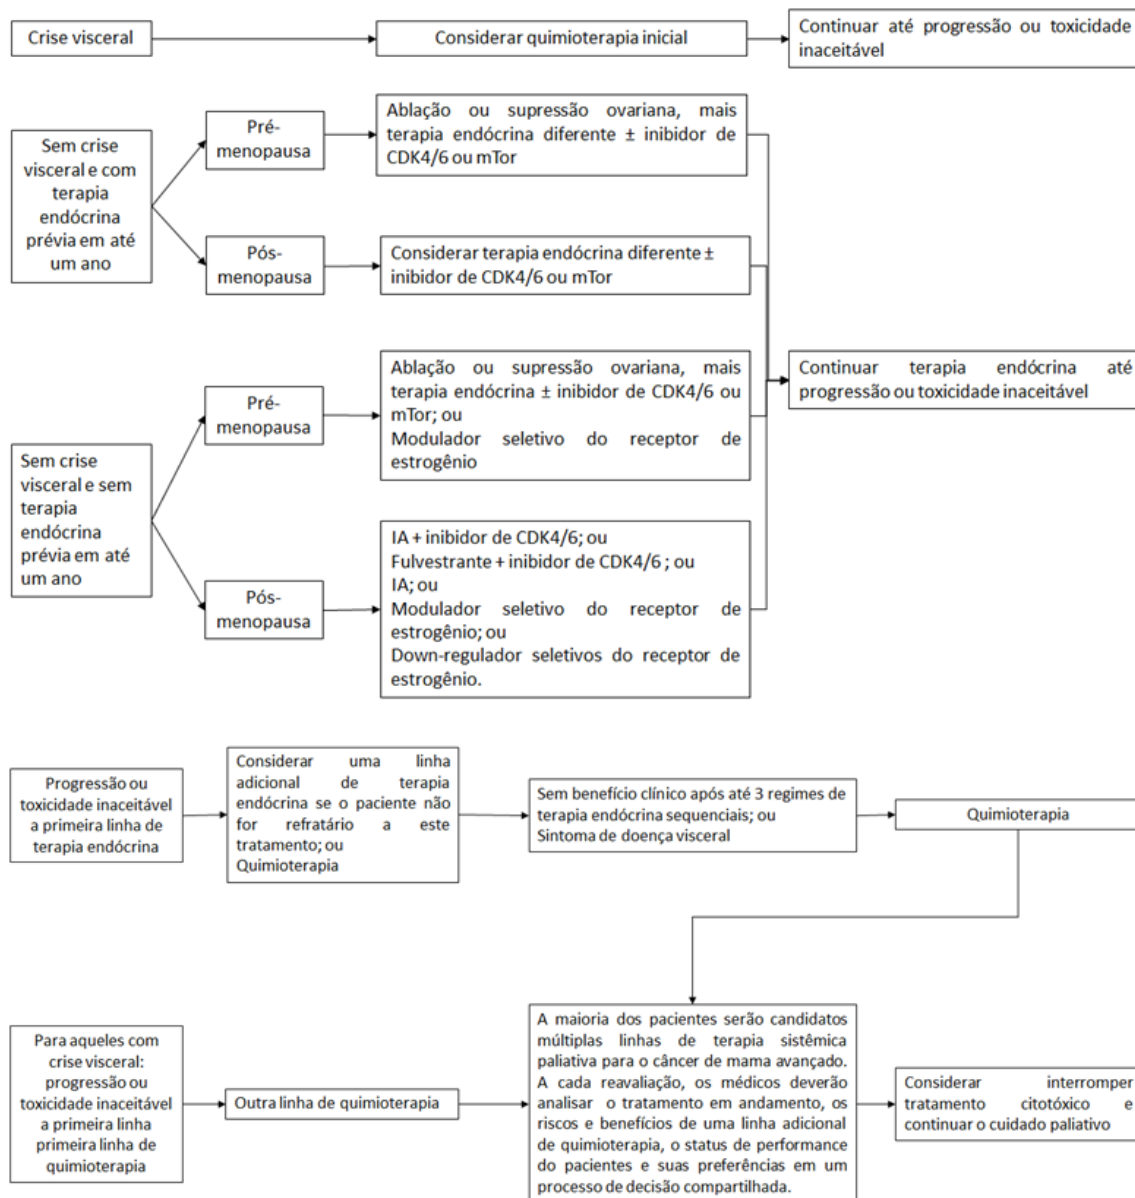 Crise visceral
Considerar quimioterapia inicial
Continuar até progressão ou toxicidade
inaceitável
Sem crise
visceral e com
terapia
endócrina
prévia em até
um ano
Pré-
menopausa
Ablação ou supressão ovariana, mais
terapia endócrina diferente ± inibidor de
CDK4/6 ou mTor
Pós-
menopausa
Considerar terapia endócrina diferente ±
inibidor de CDK4/6 ou mTor
Continuar terapia endócrina até
progressão ou toxicidade inaceitável
Sem crise
visceral e sem
terapia
endócrina
prévia em até
um ano
Pré-
menopausa
Ablação ou supressão ovariana, mais
terapia endócrina ± inibidor de CDK4/6 ou
mTor; ou
Modulador seletivo do receptor de
estrogênio
Pós-
menopausa
IA + inibidor de CDK4/6; ou
Fulvestrante + inibidor de CDK4/6 ; ou
IA; ou
Modulador seletivo do receptor de
estrogênio; ou
Down-regulador seletivos do receptor de
estrogênio.
Progressão ou
toxicidade inaceitável
a primeira linha de
terapia endócrina
Considerar uma linha
adicional de terapia
endócrina se o paciente não
for refratário a este
tratamento; ou
Quimioterapia
Sem benefício clínico após até 3 regimes de
terapia endócrina sequenciais; ou
Sintoma de doença visceral
Quimioterapia
Para aqueles com
crise visceral:
progressão ou
toxicidade inaceitável
a primeira linha
primeira linha de
quimioterapia
Outra linha de quimioterapia
A maioria dos pacientes serão candidatos
múltiplas linhas de terapia sistêmica
paliativa para o câncer de mama avançado.
A cada reavaliação, os médicos deverão
analisar o tratamento em andamento, os
riscos e benefícios de uma linha adicional
de quimioterapia, o status de performance
do pacientes e suas preferências em um
processo de decisão compartilhada.
Considerar interromper
tratamento citotóxico e
continuar o cuidado paliativo